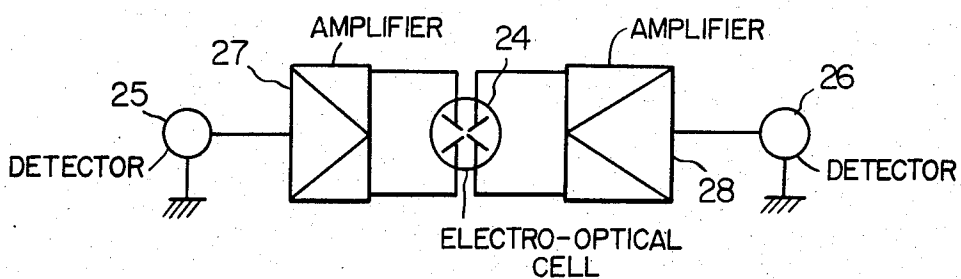 AMPLIFIER
24
AMPLIFIER
27
25
26
DETECTOR
DETECTOR
28
ELECTRO-OPTICAL
CELL